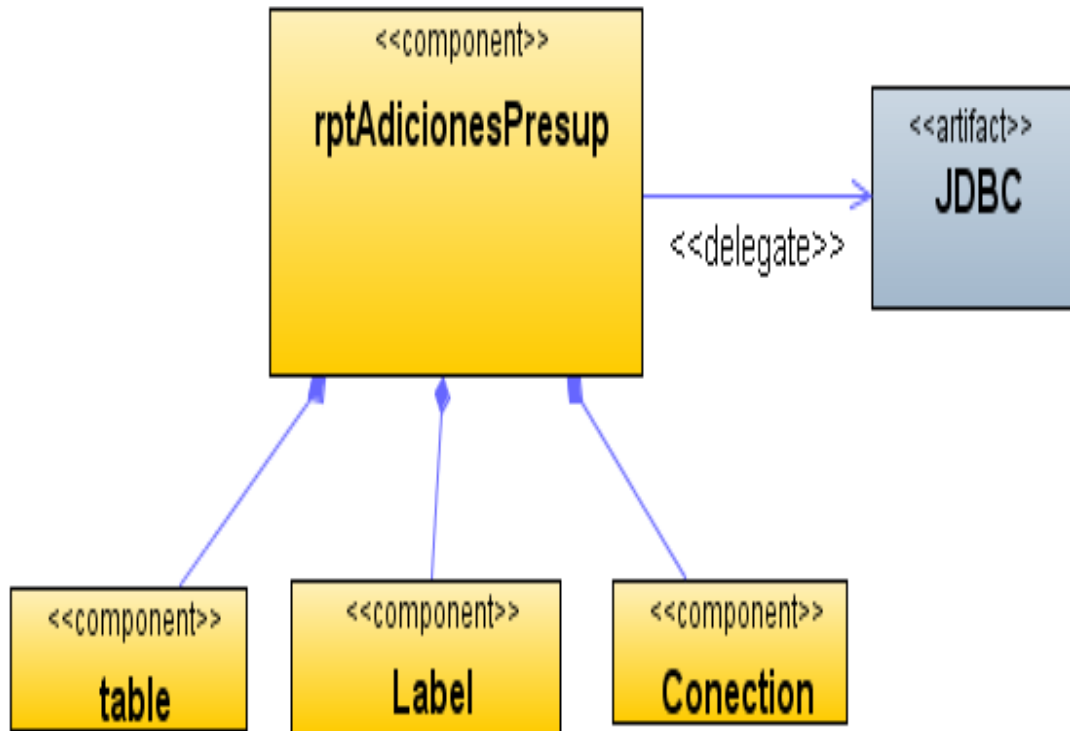 <<component>>
rptAdicionesPresup
<<artifact>>
JDBC
<<delegate>>
<<component>>
table
<<component>>
Label
<<component>>
Conection